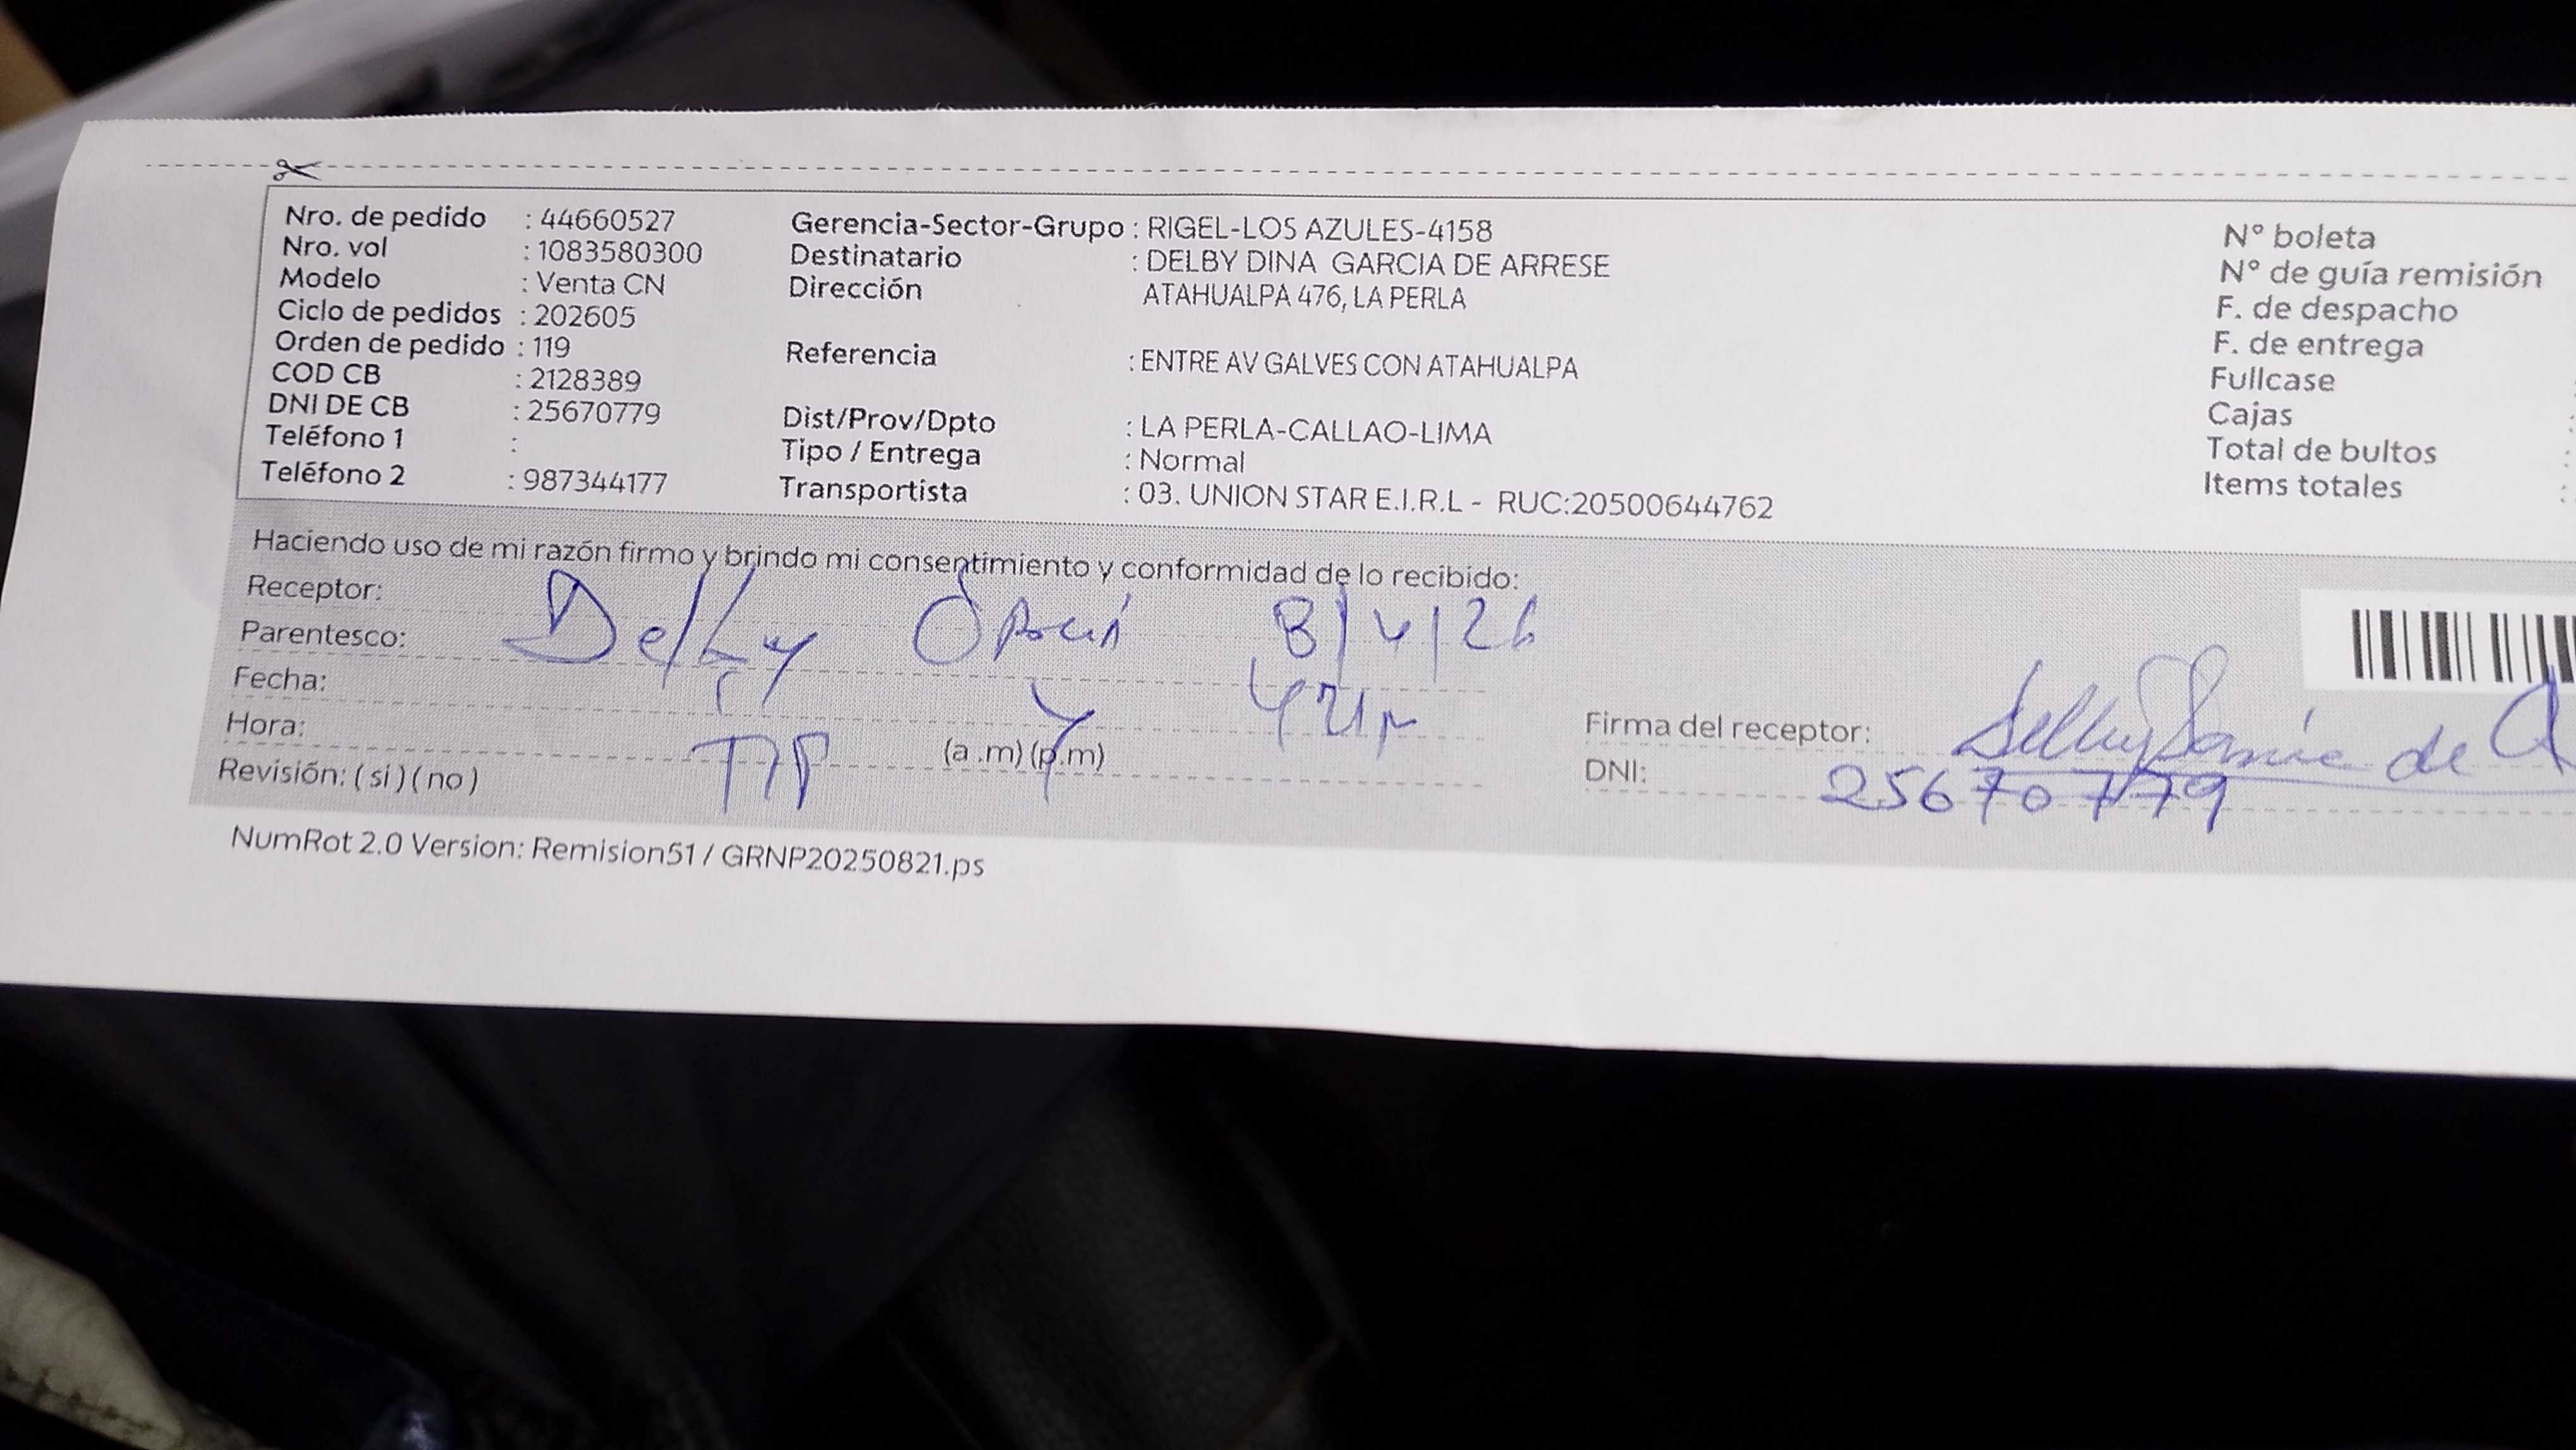 Nro. de pedido : 44660527
Nro. vol : 1083580300
Modelo : Venta CN
Ciclo de pedidos : 202605
Orden de pedido : 119
COD CB : 2128389
DNI DE CB : 25670779
Teléfono 1 :
Teléfono 2 : 987344177
Gerencia-Sector-Grupo : RIGEL-LOS AZULES-4158
Destinatario : DELBY DINA GARCIA DE ARRESE
Dirección ATAHUALPA 476, LA PERLA
Referencia : ENTRE AV GALVES CON ATAHUALPA
Dist/Prov/Dpto : LA PERLA-CALLAO-LIMA
Tipo / Entrega : Normal
Transportista : 03. UNION STAR E.I.R.L - RUC:20500644762
N° boleta
N° de guía remisión
F. de despacho
F. de entrega
Fullcase
Cajas :
Total de bultos :
Items totales :
Haciendo uso de mi razón firmo y brindo mi consentimiento y conformidad de lo recibido:
Receptor:
Parentesco: Delby 8/4/26
Fecha:
Hora: (a.m) (p.m)
Revisión: (si) (no)
Firma del receptor: Delby Garcia de
DNI: 25670779
NumRot 2.0 Version: Remision51 / GRNP20250821.ps